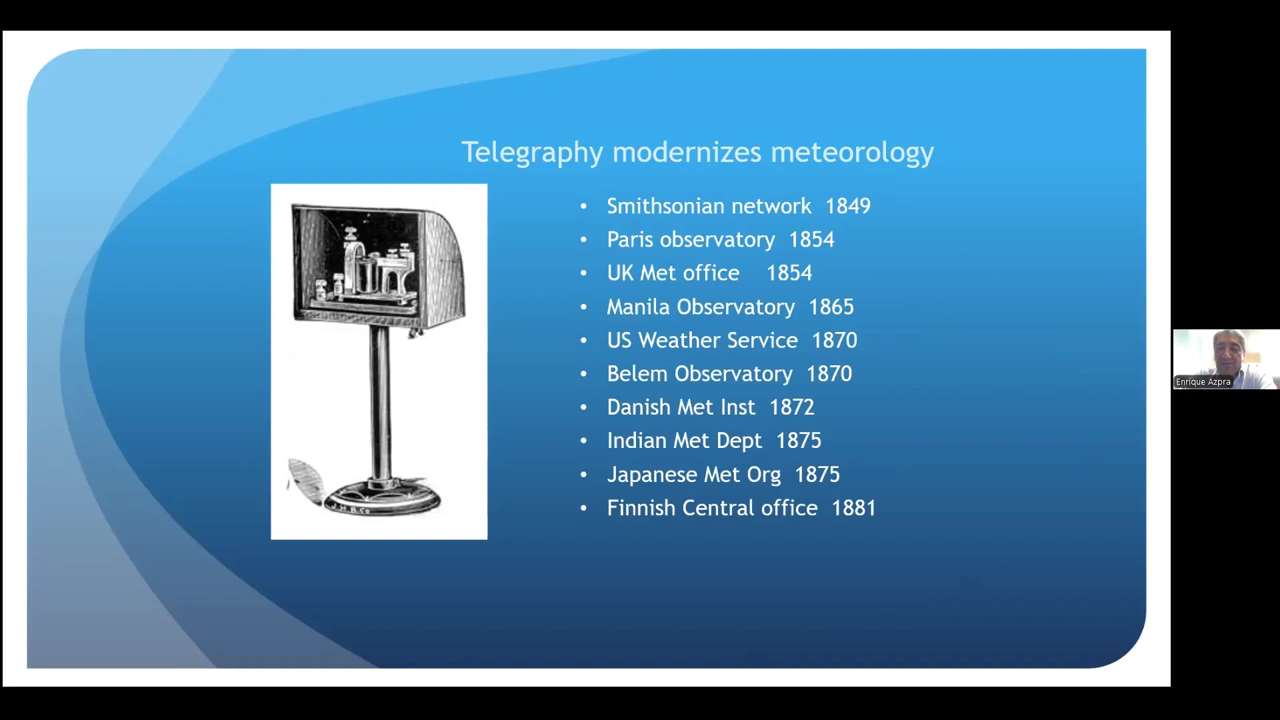 Telegraphy modernizes meteorology
• Smithsonian network 1849
• Paris observatory 1854
• UK Met office 1854
• Manila Observatory 1865
• US Weather Service 1870
• Belem Observatory 1870
• Danish Met Inst 1872
• Indian Met Dept 1875
• Japanese Met Org 1875
• Finnish Central office 1881
J.H.B.Co
Enrique Azpra